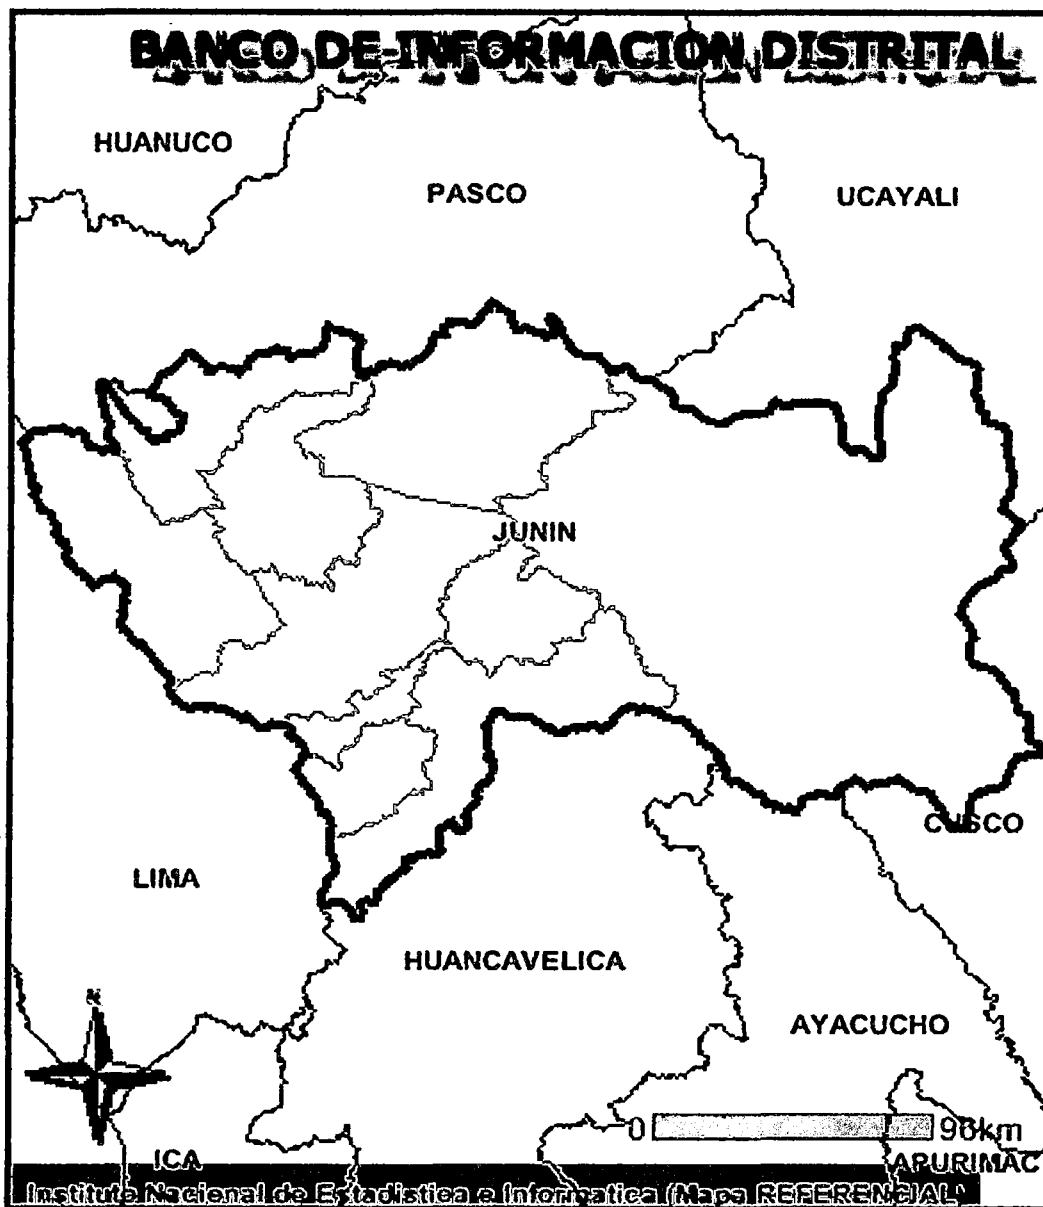 BANCO DE INFORMACION DISTRITAL
HUANUCO
PASCO
UCAYALI
JUNIN
CUSCO
LIMA
HUANCAVELICA
N
AYACUCHO
0 96km
ICA
APURIMAC
Instituto Nacional de Estadistica e Informatica (Mapa REFERENCIAL)